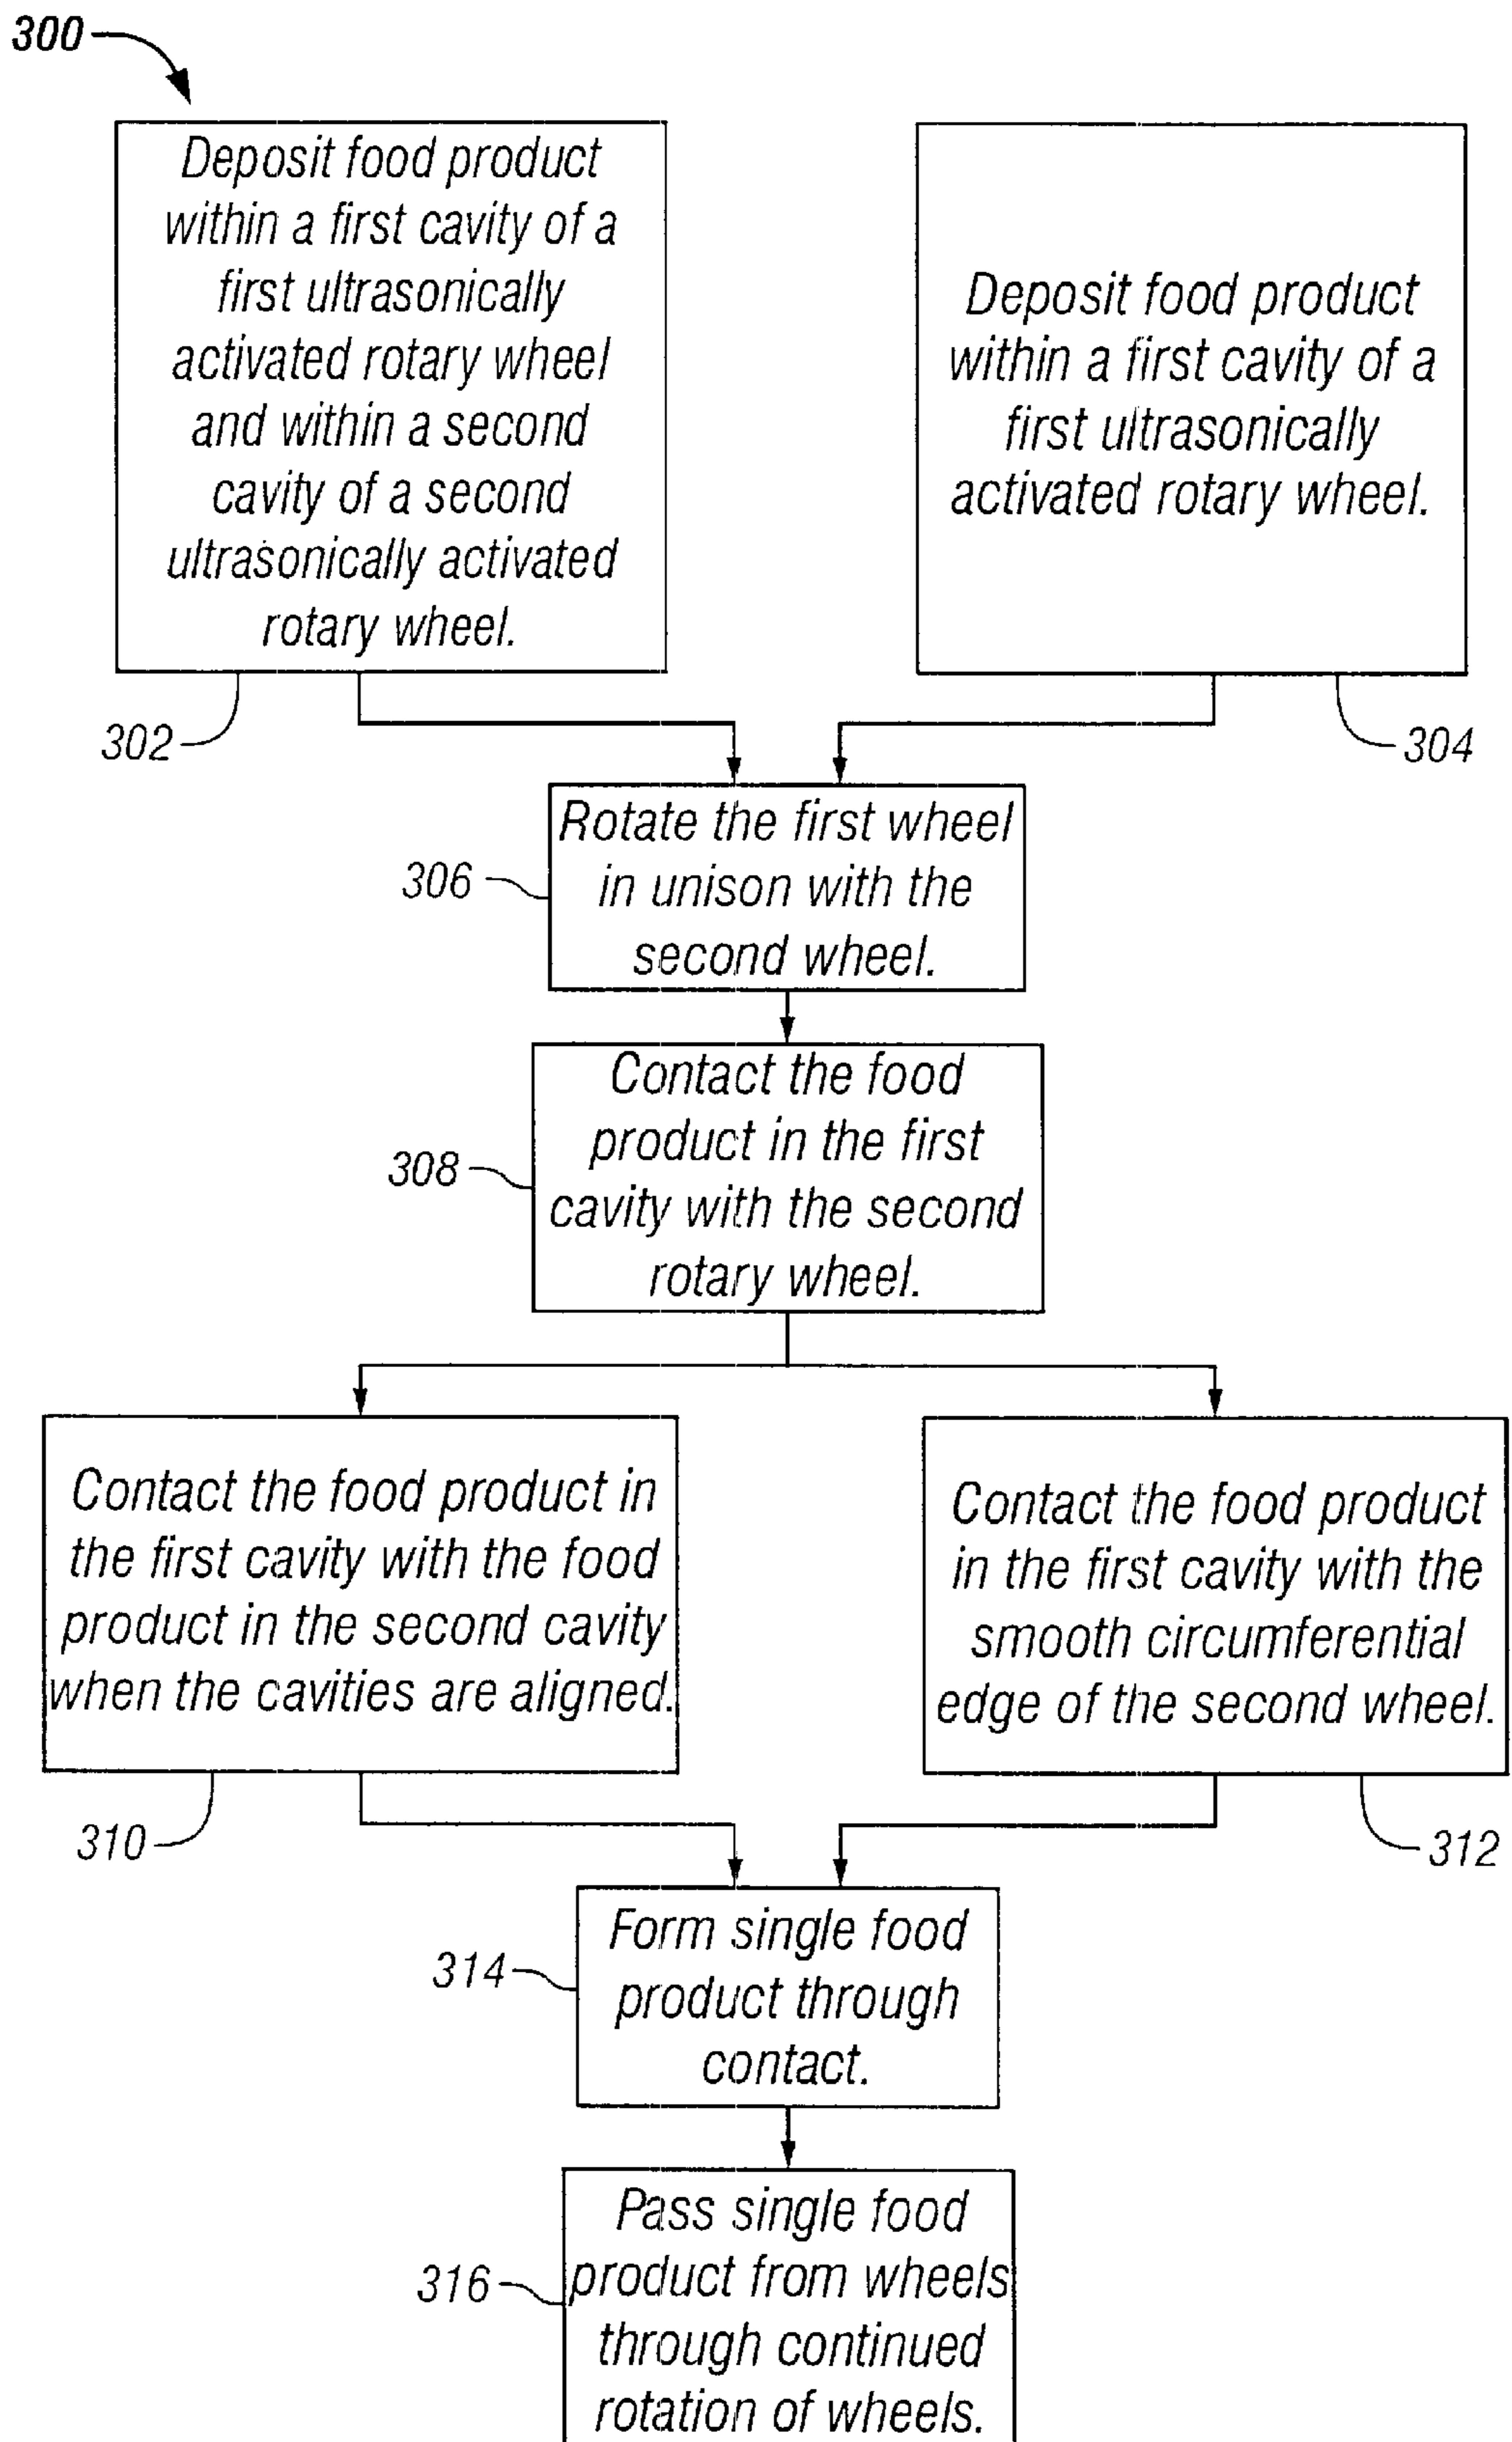 300
Deposit food product
within a first cavity of a
first ultrasonically
activated rotary wheel
and within a second
cavity of a second
ultrasonically activated
rotary wheel.
302
Deposit food product
within a first cavity of a
first ultrasonically
activated rotary wheel.
304
Rotate the first wheel
in unison with the
second wheel.
306
Contact the food
product in the first
cavity with the second
rotary wheel.
308
Contact the food product in
the first cavity with the food
product in the second cavity
when the cavities are aligned.
310
Contact the food product
in the first cavity with the
smooth circumferential
edge of the second wheel.
312
Form single food
product through
contact.
314
Pass single food
product from wheels
through continued
rotation of wheels.
316